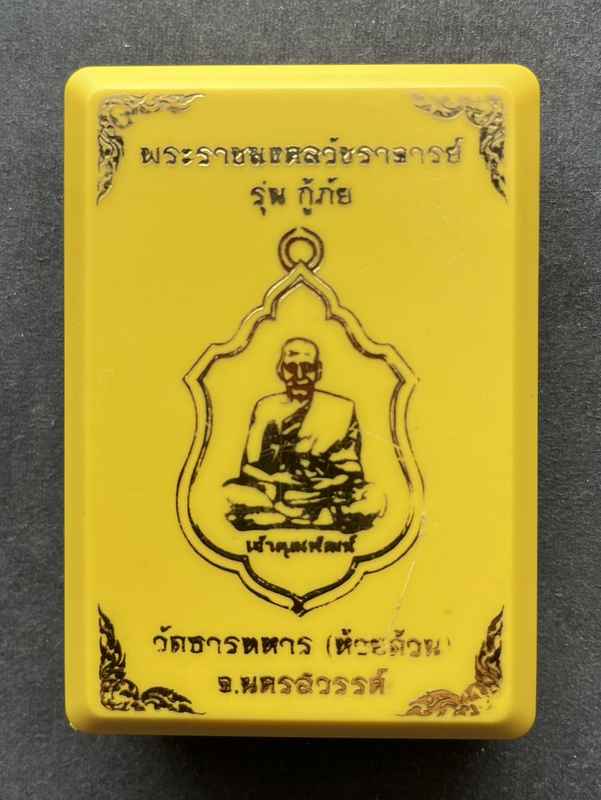 พระราชมงคลวัชราจารย์
รุ่น กู้ภัย
เจ้าคุณพัฒน์
วัดธารทหาร (ห้วยด้วน)
จ.นครสวรรค์